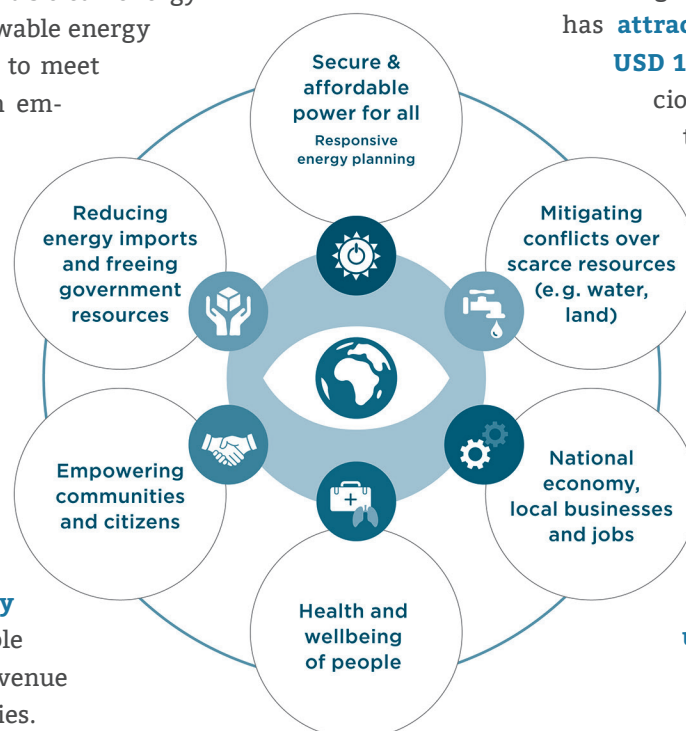 wable energy
to meet
em-
has attrac
USD 1
cio
Secure &
affordable
power for all
Responsive
energy planning
Reducing
energy imports
and freeing
government
resources
Mitigating
conflicts over
scarce resources
(e.g. water,
land)
Empowering
communities
and citizens
National
economy,
local businesses
and jobs
Health and
wellbeing
of people
y
ple
venue
ies.